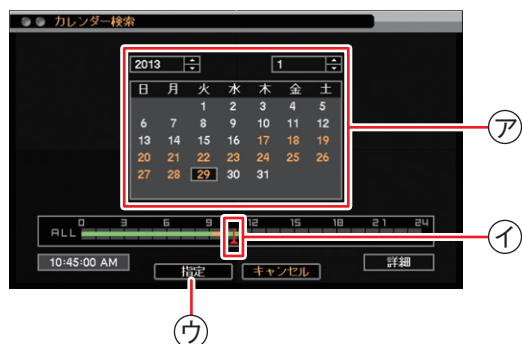 カレンダー検索
2013 1
日 月 火 水 木 金 土
1 2 3 4 5
6 7 8 9 10 11 12
13 14 15 16 17 18 19
20 21 22 23 24 25 26
27 28 29 30 31
ア
0 3 6 9 12 15 18 21 24
ALL
イ
10:45:00 AM 指定 キャンセル 詳細
ウ